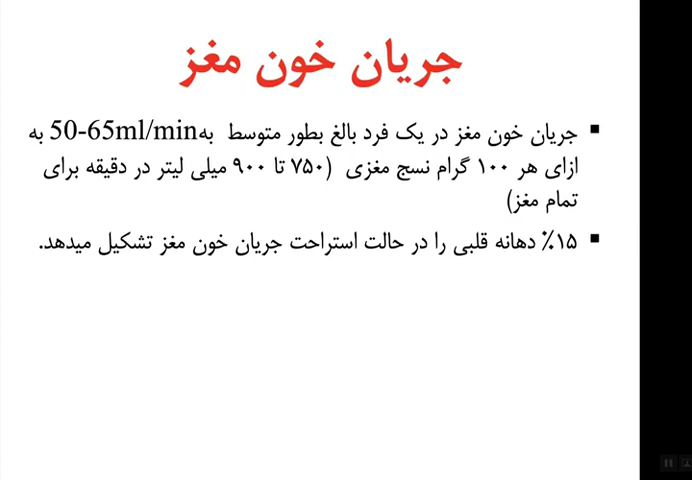 جریان خون مغز
جریان خون مغز در یک فرد بالغ بطور متوسط به50-65ml/min به
ازای هر ۱۰۰ گرام نسج مغزی (۷۵۰ تا ۹۰۰ میلی لیتر در دقیقه برای
تمام مغز)
۱۵٪ دهانه قلبی را در حالت استراحت جریان خون مغز تشکیل میدهد.